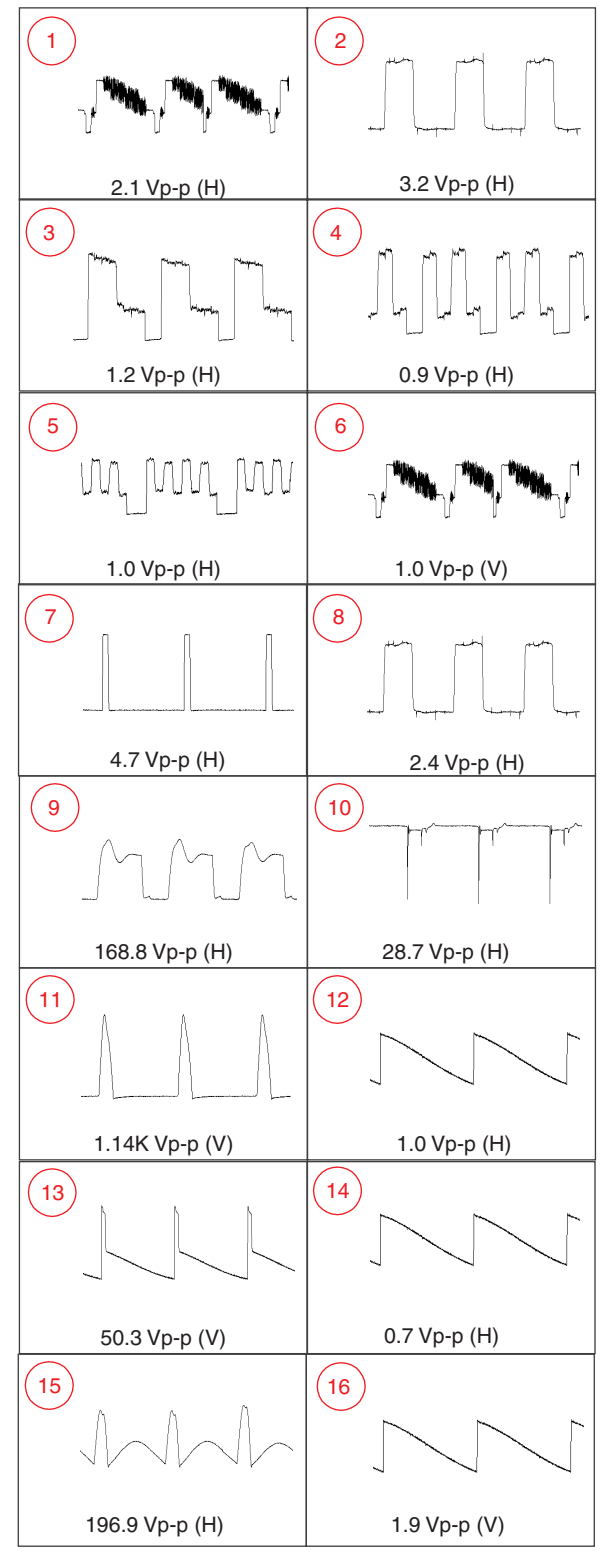 1
2
2.1 Vp-p (H)
3.2 Vp-p (H)
3
4
1.2 Vp-p (H)
0.9 Vp-p (H)
5
6
1.0 Vp-p (H)
1.0 Vp-p (V)
7
8
4.7 Vp-p (H)
2.4 Vp-p (H)
9
10
168.8 Vp-p (H)
28.7 Vp-p (H)
11
12
1.14K Vp-p (V)
1.0 Vp-p (H)
13
14
50.3 Vp-p (V)
0.7 Vp-p (H)
15
16
196.9 Vp-p (H)
1.9 Vp-p (V)